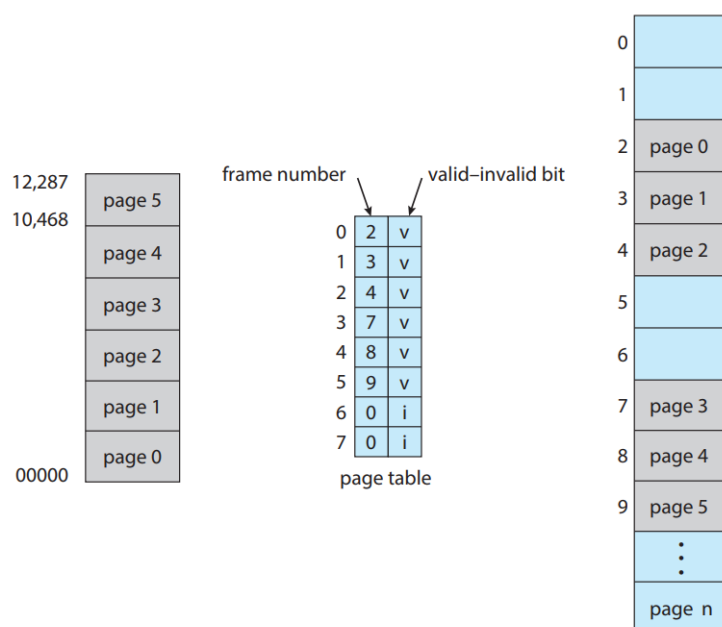 12,287
10,468
page 5
page 4
page 3
page 2
page 1
page 0
00000
frame number
valid–invalid bit
0 2 v
1 3 v
2 4 v
3 7 v
4 8 v
5 9 v
6 0 i
7 0 i
page table
0
1
2 page 0
3 page 1
4 page 2
5
6
7 page 3
8 page 4
9 page 5
page n